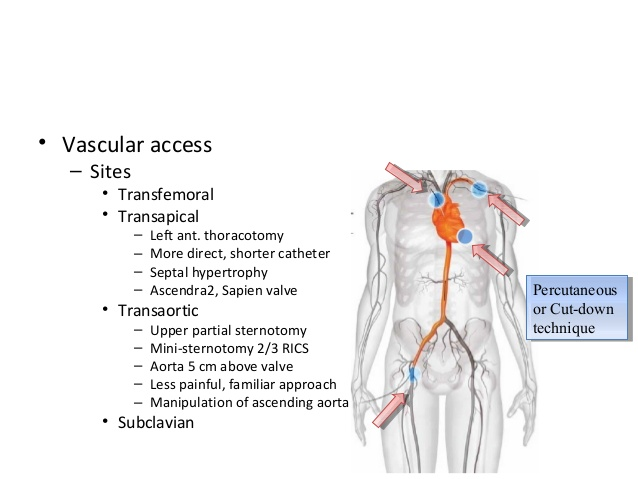 • Vascular access
– Sites
• Transfemoral
• Transapical
– Left ant. thoracotomy
– More direct, shorter catheter
– Septal hypertrophy
– Ascendra2, Sapien valve
• Transaortic
– Upper partial sternotomy
– Mini-sternotomy 2/3 RICS
– Aorta 5 cm above valve
– Less painful, familiar approach
– Manipulation of ascending aorta
• Subclavian
Percutaneous
or Cut-down
technique